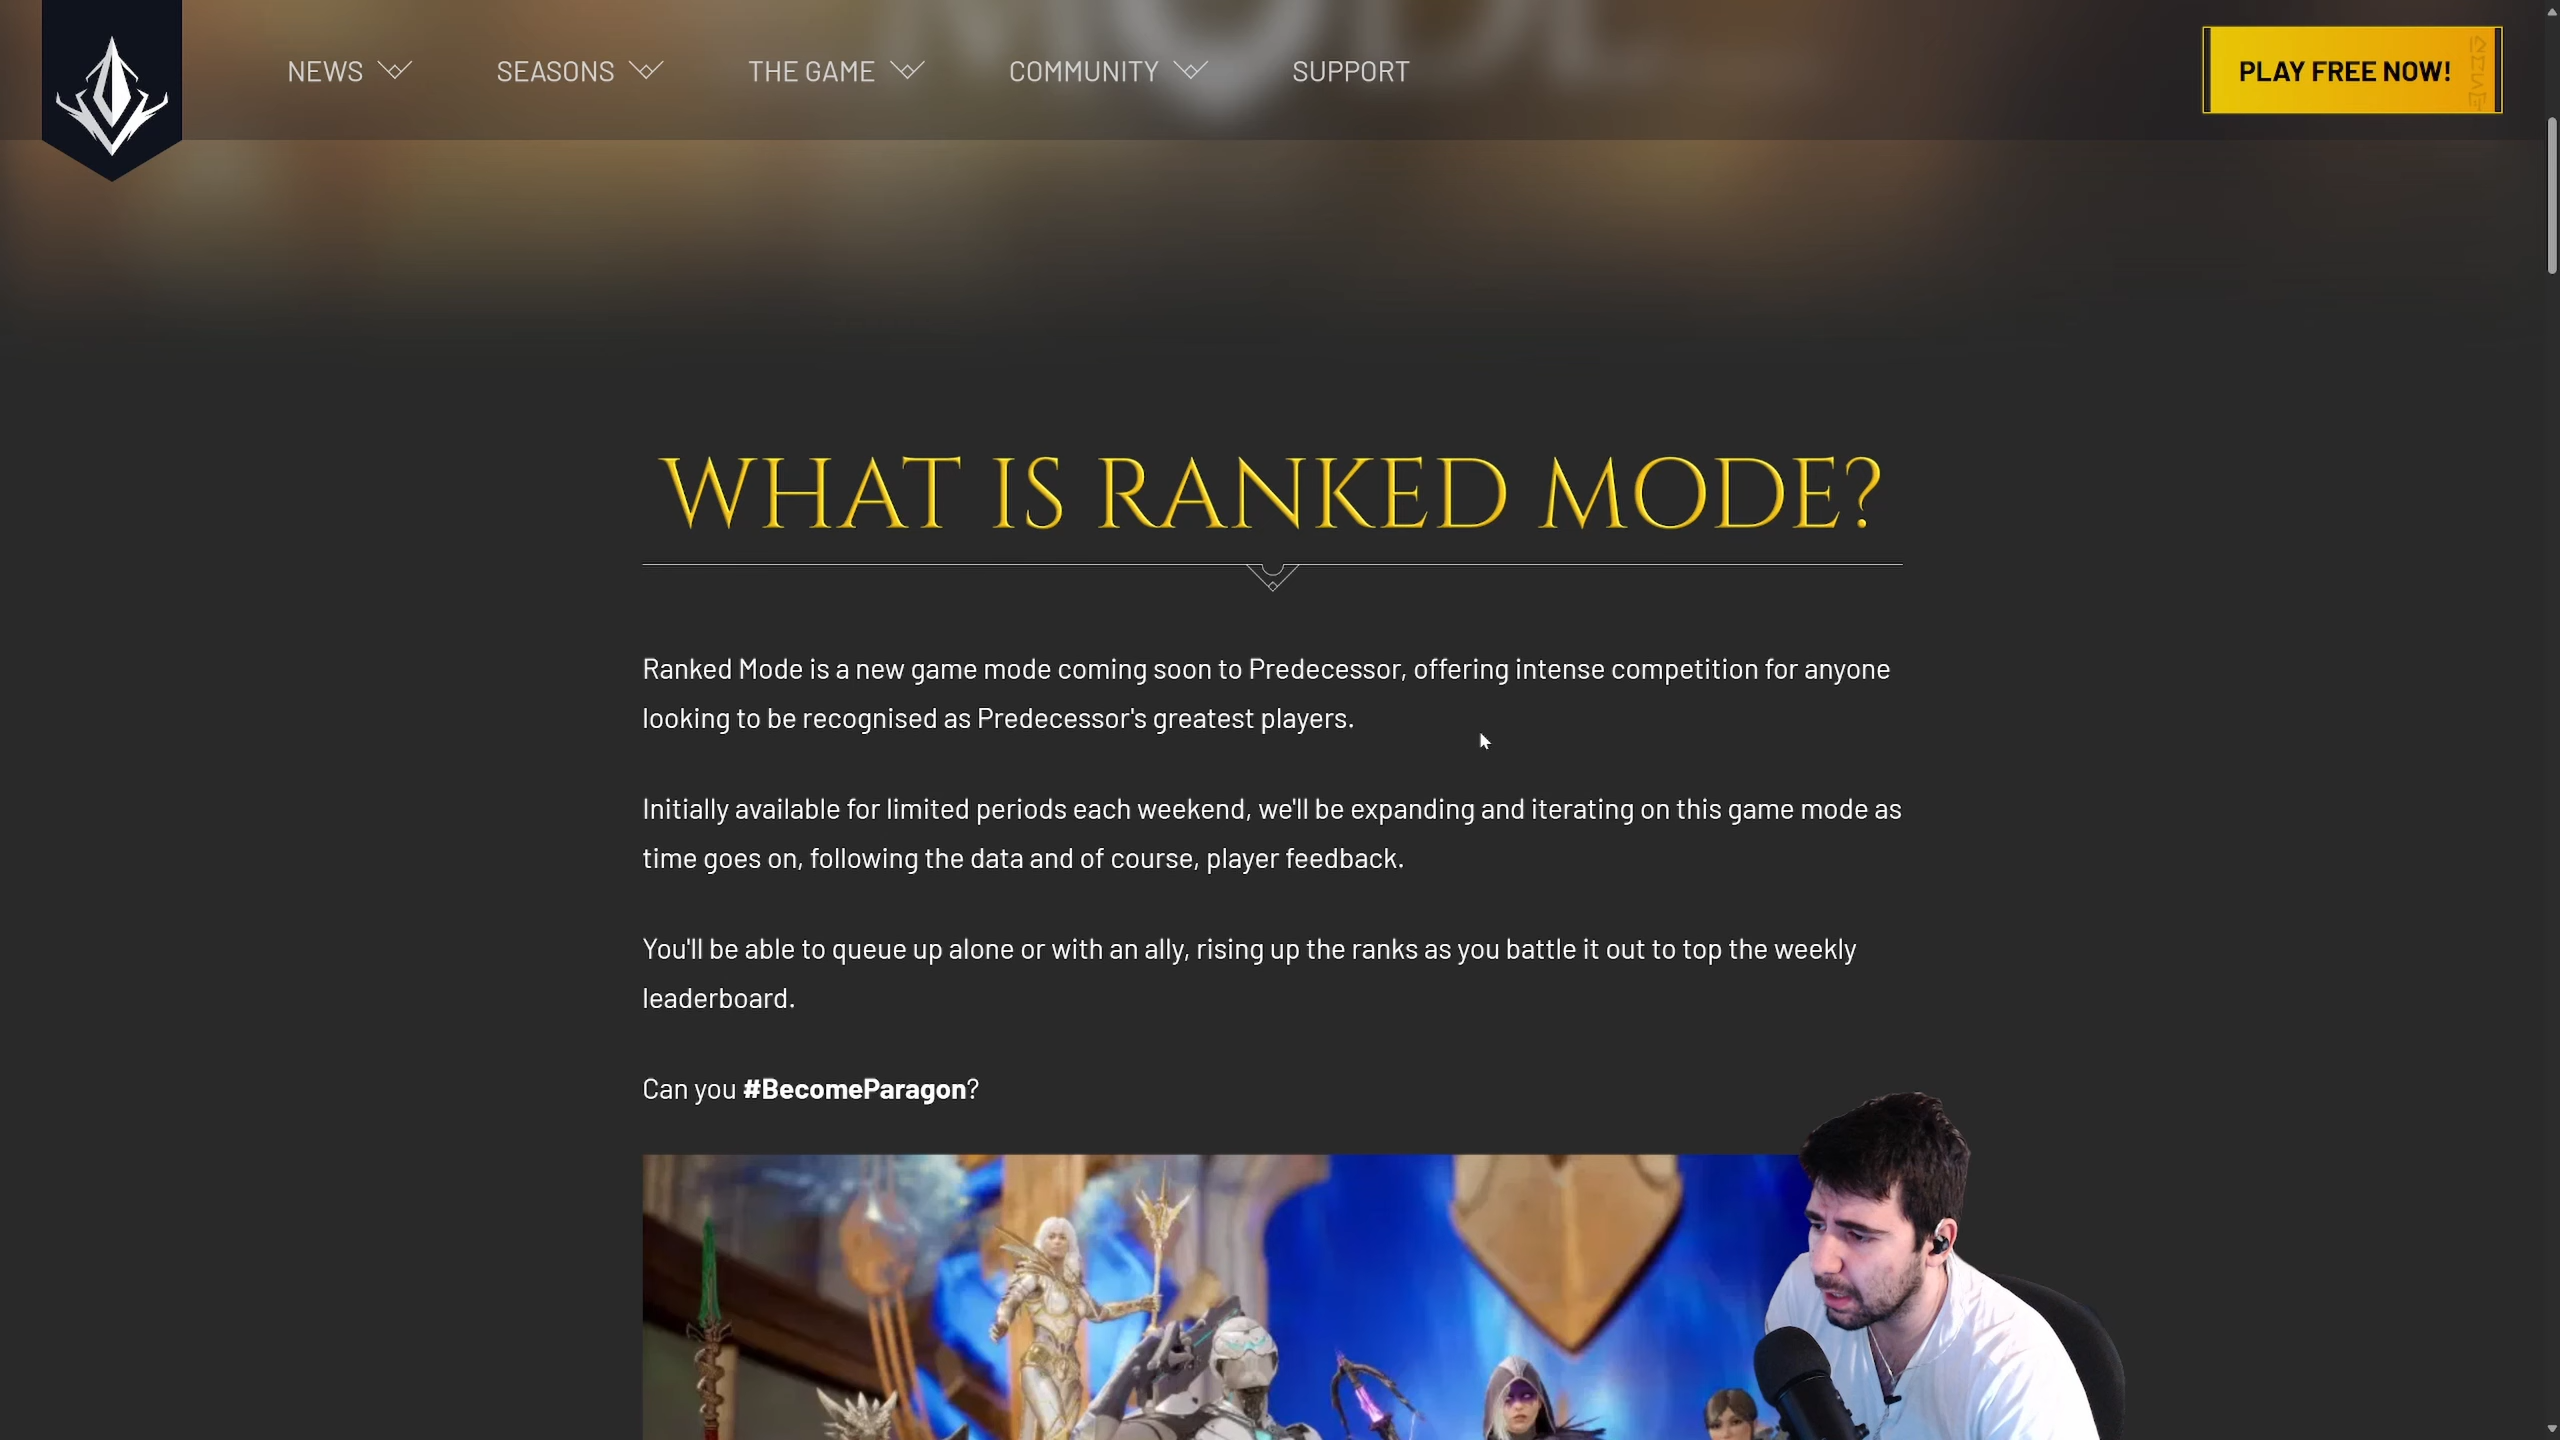 NEWS
SEASONS
THE GAME
COMMUNITY
SUPPORT
PLAY FREE NOW!
WHAT IS RANKED MODE?
Ranked Mode is a new game mode coming soon to Predecessor, offering intense competition for anyone
looking to be recognised as Predecessor's greatest players.
Initially available for limited periods each weekend, we'll be expanding and iterating on this game mode as
time goes on, following the data and of course, player feedback.
You'll be able to queue up alone or with an ally, rising up the ranks as you battle it out to top the weekly
leaderboard.
Can you #BecomeParagon?